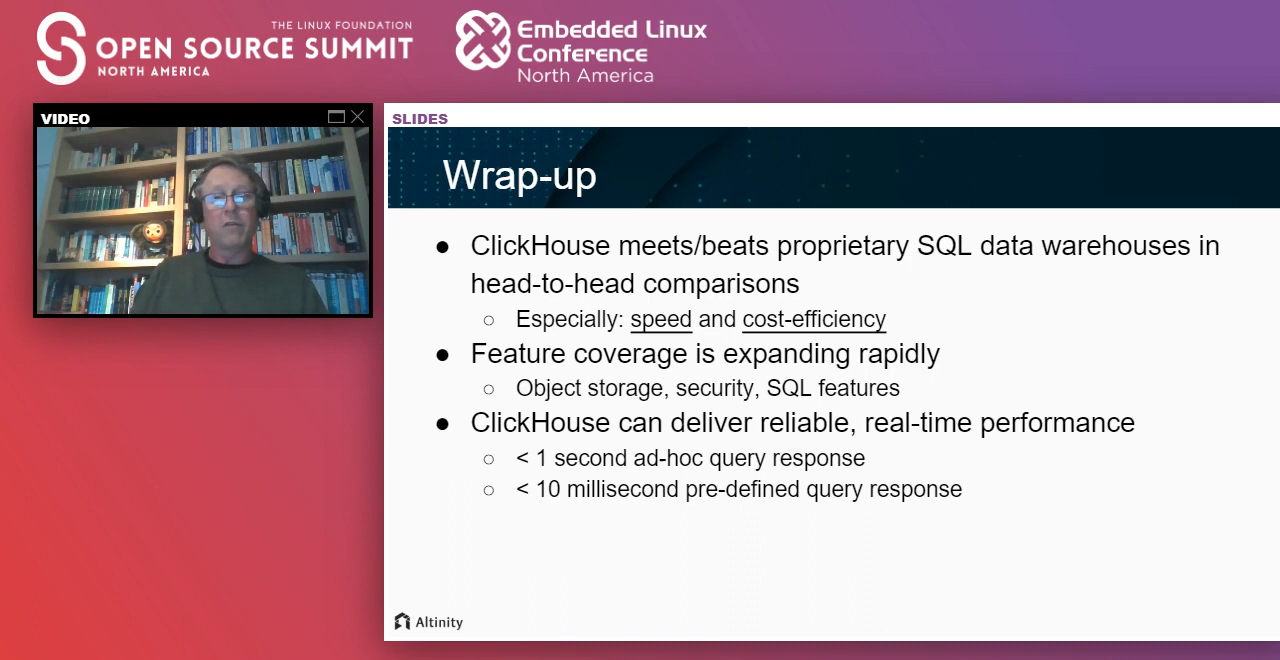 THE LINUX FOUNDATION
OPEN SOURCE SUMMIT
NORTH AMERICA
Embedded Linux
Conference
North America
VIDEO
SLIDES
Wrap-up
● ClickHouse meets/beats proprietary SQL data warehouses in
head-to-head comparisons
○ Especially: speed and cost-efficiency
● Feature coverage is expanding rapidly
○ Object storage, security, SQL features
● ClickHouse can deliver reliable, real-time performance
○ < 1 second ad-hoc query response
○ < 10 millisecond pre-defined query response
Altinity